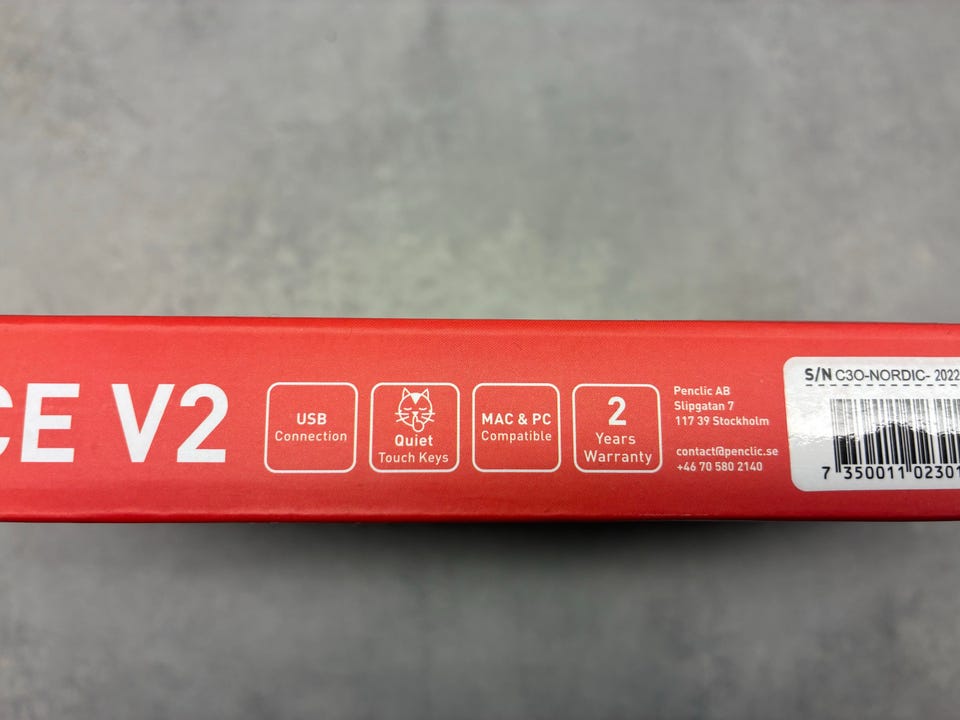 CE V2
USB
Connection
Quiet
Touch Keys
MAC & PC
Compatible
2
Years
Warranty
Penclic AB
Slipgatan 7
117 39 Stockholm
contact@penclic.se
+46 70 580 2140
S/N C3O-NORDIC- 2022
7 350011 02301